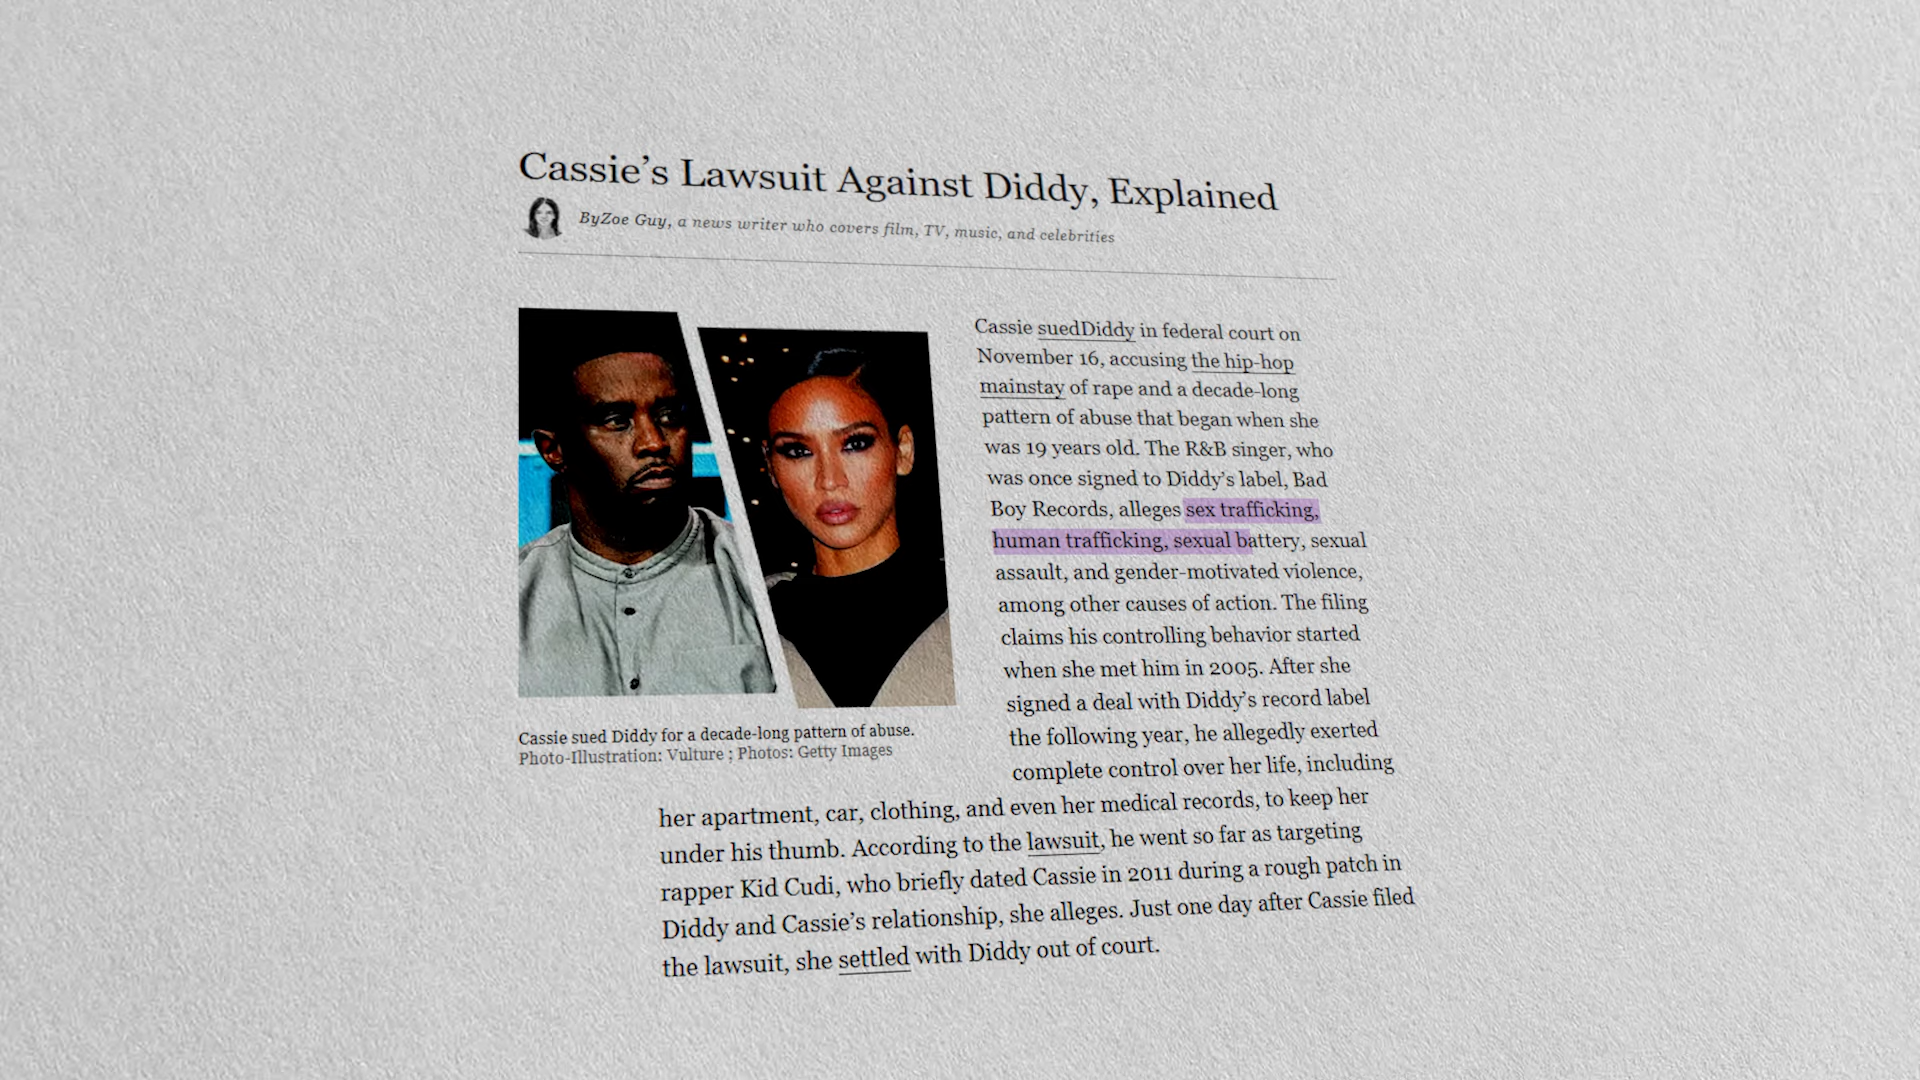 Cassie’s Lawsuit Against Diddy, Explained
ByZoe Guy, a news writer who covers film, TV, music, and celebrities
Cassie suedDiddy in federal court on
November 16, accusing the hip-hop
mainstay of rape and a decade-long
pattern of abuse that began when she
was 19 years old. The R&B singer, who
was once signed to Diddy’s label, Bad
Boy Records, alleges sex trafficking,
human trafficking, sexual battery, sexual
assault, and gender-motivated violence,
among other causes of action. The filing
claims his controlling behavior started
when she met him in 2005. After she
signed a deal with Diddy’s record label
the following year, he allegedly exerted
complete control over her life, including
her apartment, car, clothing, and even her medical records, to keep her
under his thumb. According to the lawsuit, he went so far as targeting
rapper Kid Cudi, who briefly dated Cassie in 2011 during a rough patch in
Diddy and Cassie’s relationship, she alleges. Just one day after Cassie filed
the lawsuit, she settled with Diddy out of court.
Cassie sued Diddy for a decade-long pattern of abuse.
Photo-Illustration: Vulture ; Photos: Getty Images